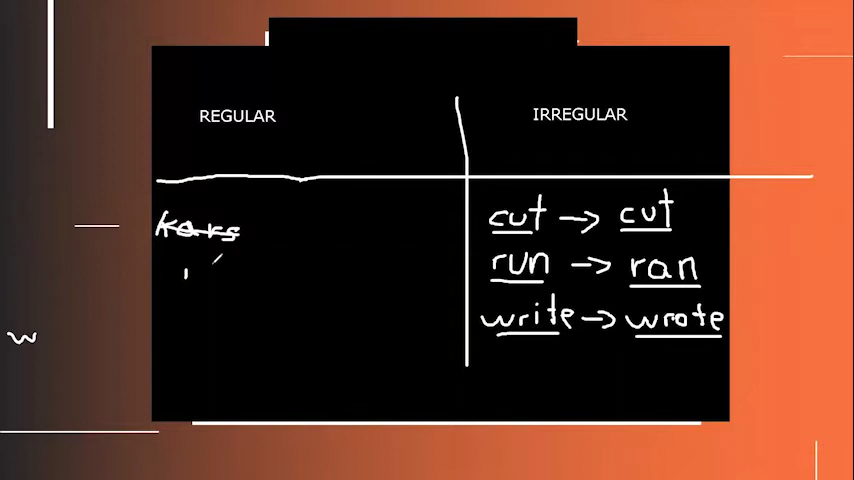 REGULAR IRREGULAR
cut → cut
run → ran
write → wrote